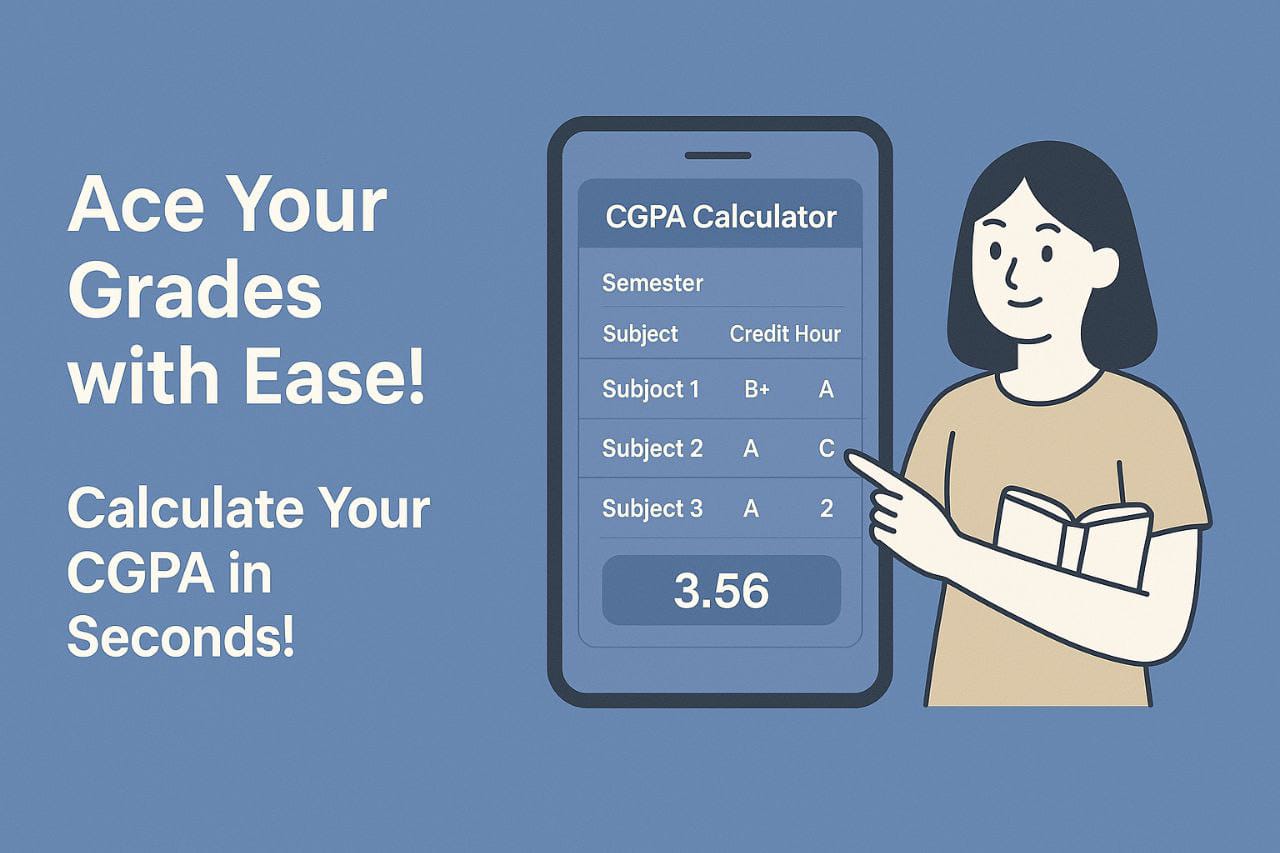 Ace Your
Grades
with Ease!
Calculate Your
CGPA in
Seconds!
CGPA Calculator
Semester
Subject Credit Hour
Subjoct 1 B+ A
Subject 2 A C
Subject 3 A 2
3.56